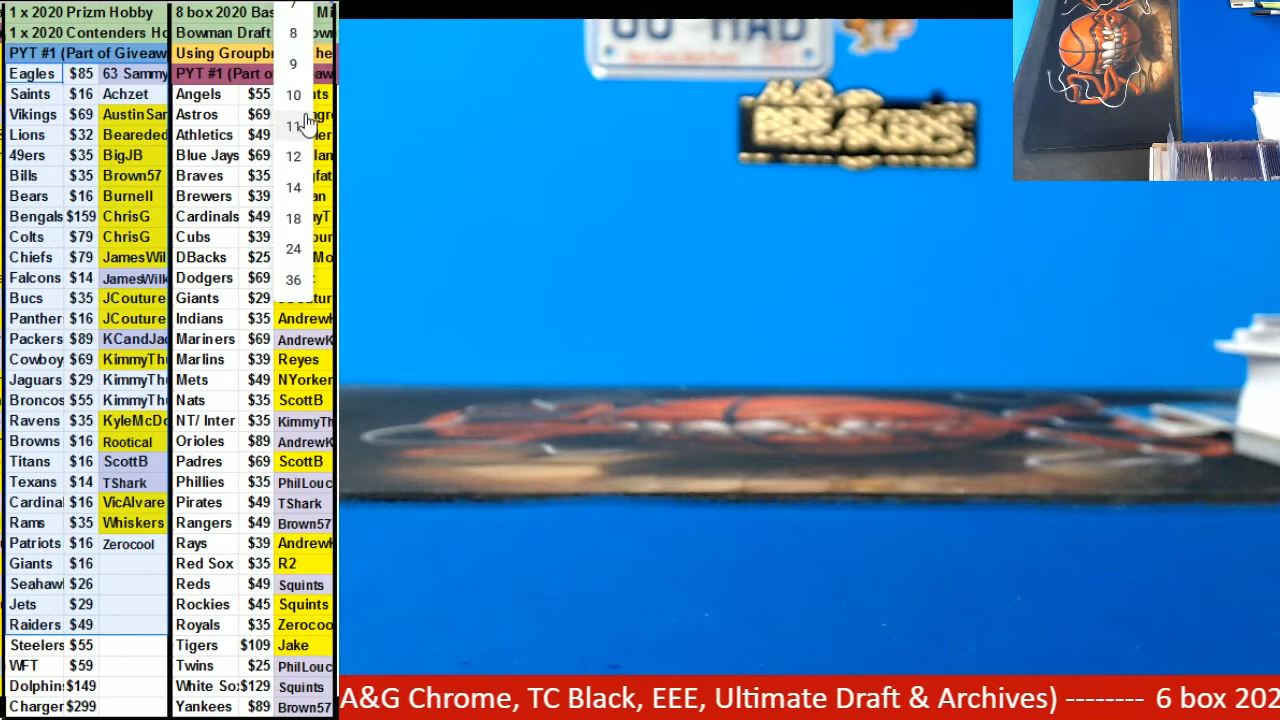 1 x 2020 Prizm Hobby
1 x 2020 Contenders Ho
PYT #1 (Part of Giveaw
Eagles $85 63 Sammy
Saints $16 Achzet
Vikings $69 AustinSar
Lions $32 Beareded
49ers $35 BigJB
Bills $35 Brown57
Bears $16 Burnell
Bengals $159 ChrisG
Colts $79 ChrisG
Chiefs $79 JamesWil
Falcons $14 JamesWilk
Bucs $35 JCouture
Panther $16 JCouture
Packers $89 KCandJa
Cowboy $69 KimmyTh
Jaguars $29 KimmyTh
Broncos $55 KimmyTh
Ravens $35 KyleMcDo
Browns $16 Rootical
Titans $16 ScottB
Texans $14 TShark
Cardina $16 VicAlvare
Rams $35 Whiskers
Patriots $16 Zerocool
Giants $16
Seahaw $26
Jets $29
Raiders $49
Steelers $55
WFT $59
Dolphin $149
Charger $299
8 box 2020 Bas Mi
Bowman Draft
Using Groupbr he
PYT #1 (Part o
Angels $55
Astros $69
Athletics $49
Blue Jays $69
Braves $35
Brewers $39
Cardinals $49
Cubs $39
DBacks $25
Dodgers $69
Giants $29
Indians $35 Andrew
Mariners $69 AndrewK
Marlins $39 Reyes
Mets $49 NYorker
Nats $35 ScottB
NT/ Inter $35 KimmyTh
Orioles $89 AndrewK
Padres $69 ScottB
Phillies $35 PhilLouc
Pirates $49 TShark
Rangers $49 Brown57
Rays $39 Andrew
Red Sox $35 R2
Reds $49 Squints
Rockies $45 Squints
Royals $35 Zeroco
Tigers $109 Jake
Twins $25 PhilLouc
White So $129 Squints
Yankees $89 Brown57
8
9
10
11
12
14
18
24
36
BREAKERS
A&G Chrome, TC Black, EEE, Ultimate Draft & Archives) -------- 6 box 202